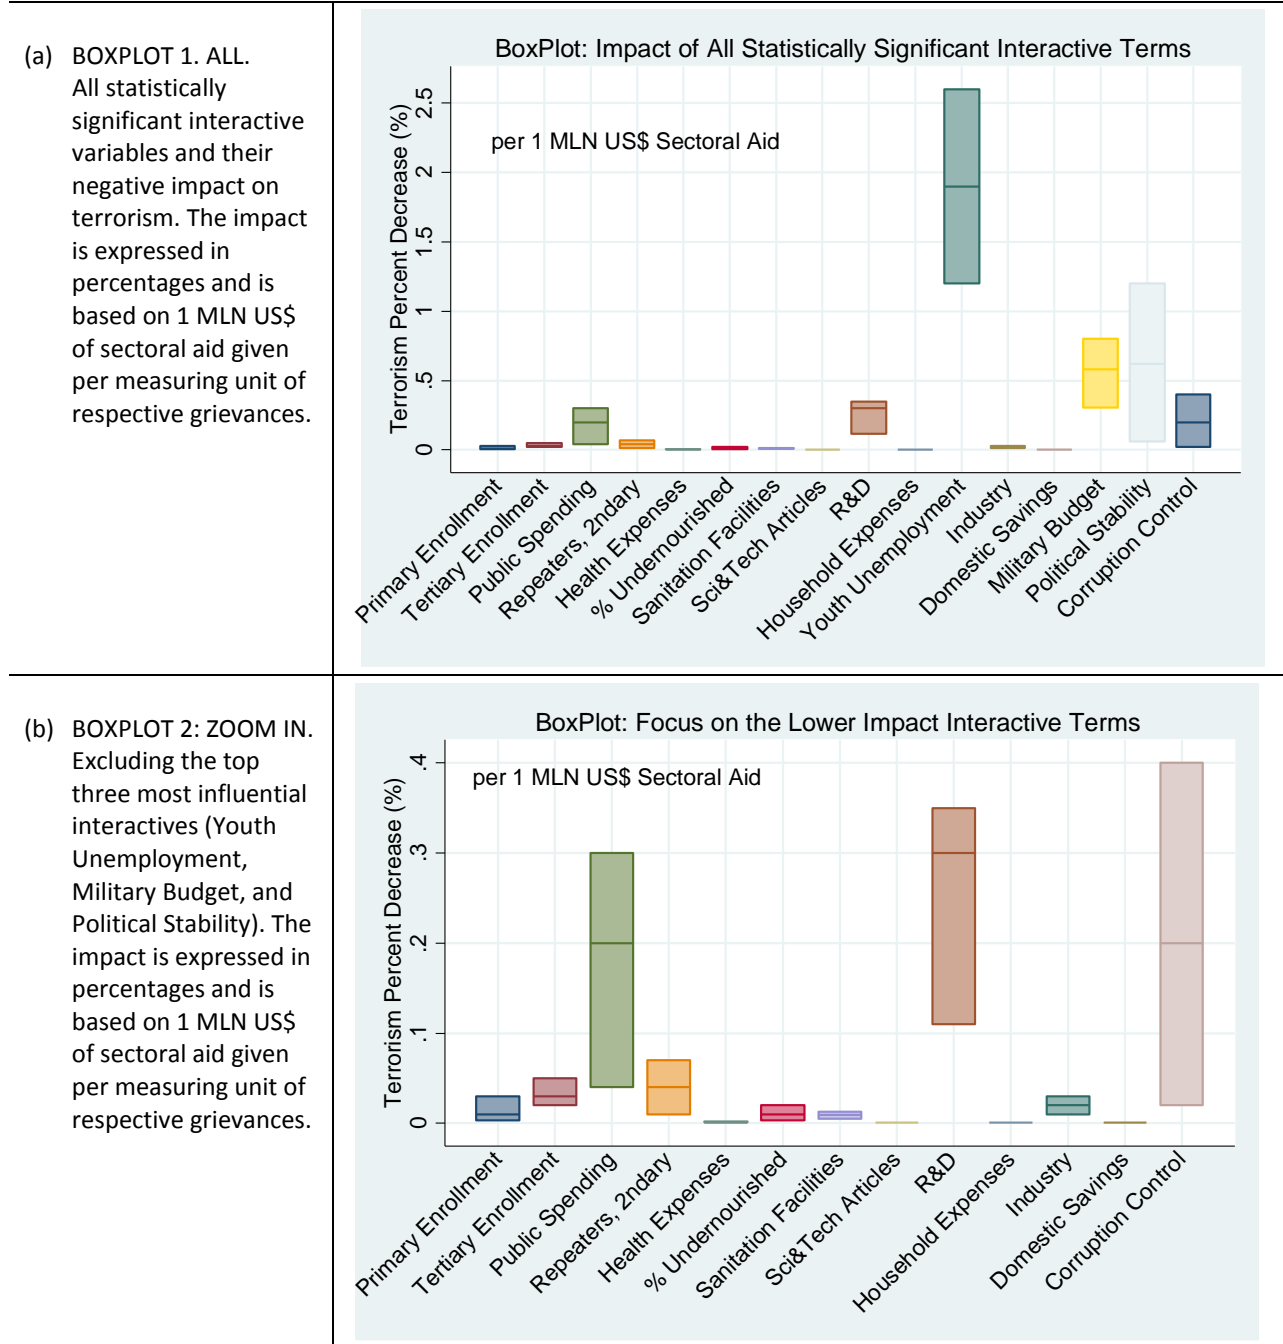 (a) BOXPLOT 1. ALL.
All statistically
significant interactive
variables and their
negative impact on
terrorism. The impact
is expressed in
percentages and is
based on 1 MLN US$
of sectoral aid given
per measuring unit of
respective grievances.
BoxPlot: Impact of All Statistically Significant Interactive Terms
per 1 MLN US$ Sectoral Aid
Terrorism Percent Decrease (%)
2.5
2
1.5
1
.5
0
Primary Enrollment
Tertiary Enrollment
Public Spending
Repeaters, 2ndary
Health Expenses
% Undernourished
Sanitation Facilities
Sci&Tech Articles
R&D
Household Expenses
Youth Unemployment
Industry
Domestic Savings
Military Budget
Political Stability
Corruption Control
(b) BOXPLOT 2: ZOOM IN.
Excluding the top
three most influential
interactives (Youth
Unemployment,
Military Budget, and
Political Stability). The
impact is expressed in
percentages and is
based on 1 MLN US$
of sectoral aid given
per measuring unit of
respective grievances.
BoxPlot: Focus on the Lower Impact Interactive Terms
per 1 MLN US$ Sectoral Aid
Terrorism Percent Decrease (%)
.4
.3
.2
.1
0
Primary Enrollment
Tertiary Enrollment
Public Spending
Repeaters, 2ndary
Health Expenses
% Undernourished
Sanitation Facilities
Sci&Tech Articles
R&D
Household Expenses
Industry
Domestic Savings
Corruption Control